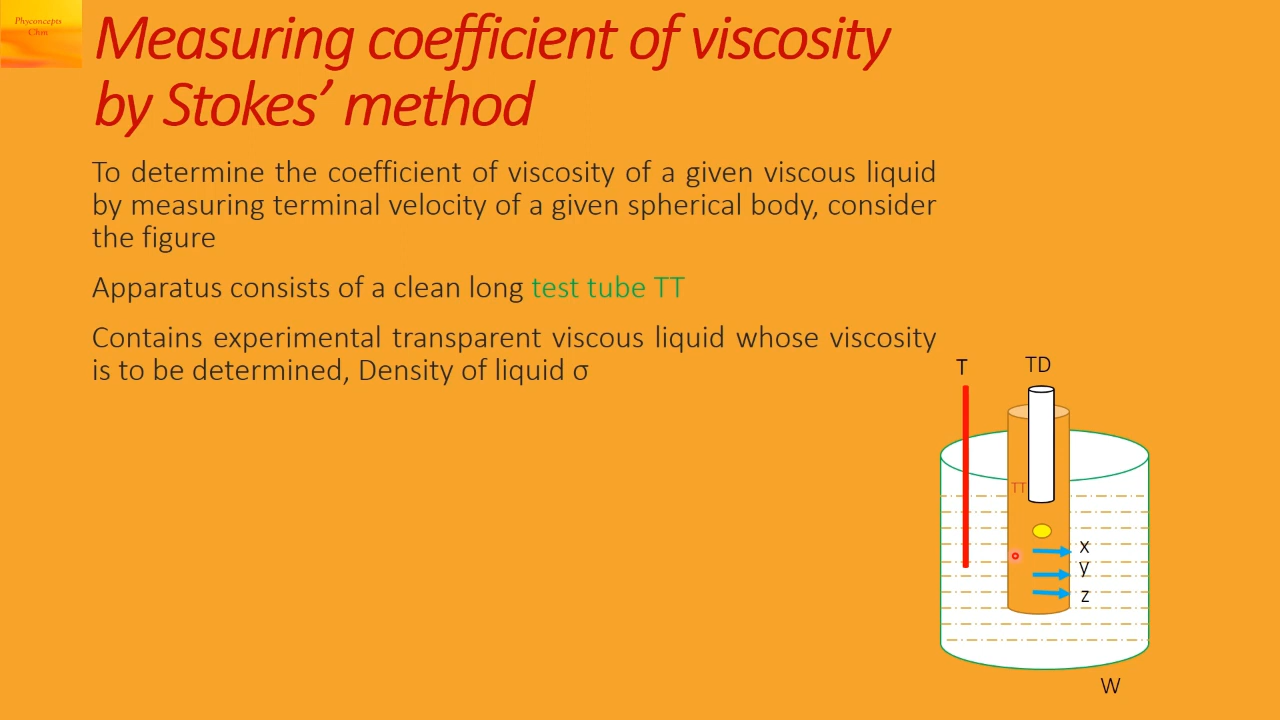 Phyconcepts
Chm
Measuring coefficient of viscosity
by Stokes’ method
To determine the coefficient of viscosity of a given viscous liquid
by measuring terminal velocity of a given spherical body, consider
the figure
Apparatus consists of a clean long test tube TT
Contains experimental transparent viscous liquid whose viscosity
is to be determined, Density of liquid σ
T
TD
TT
x
y
z
W